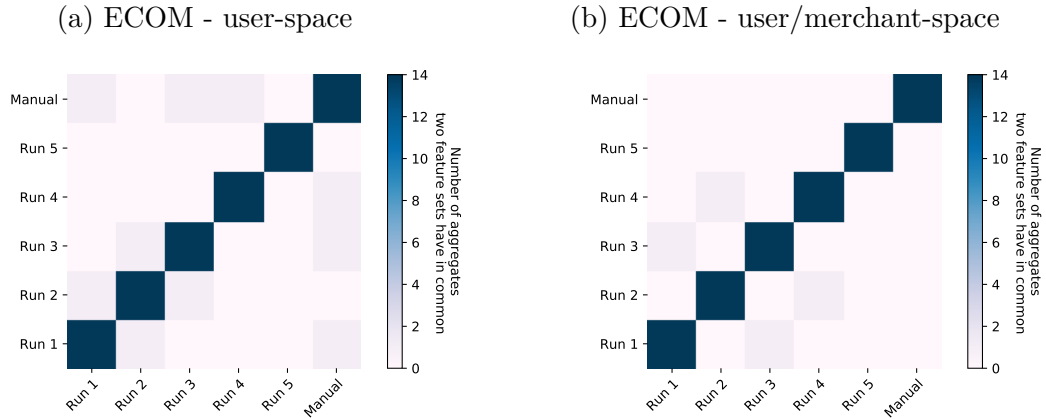 (a) ECOM - user-space
Manual
Run 5
Run 4
Run 3
Run 2
Run 1
Run 1
Run 2
Run 3
Run 4
Run 5
Manual
14
12
10
8
6
4
2
0
Number of aggregates
two feature sets have in common
(b) ECOM - user/merchant-space
Manual
Run 5
Run 4
Run 3
Run 2
Run 1
Run 1
Run 2
Run 3
Run 4
Run 5
Manual
14
12
10
8
6
4
2
0
Number of aggregates
two feature sets have in common